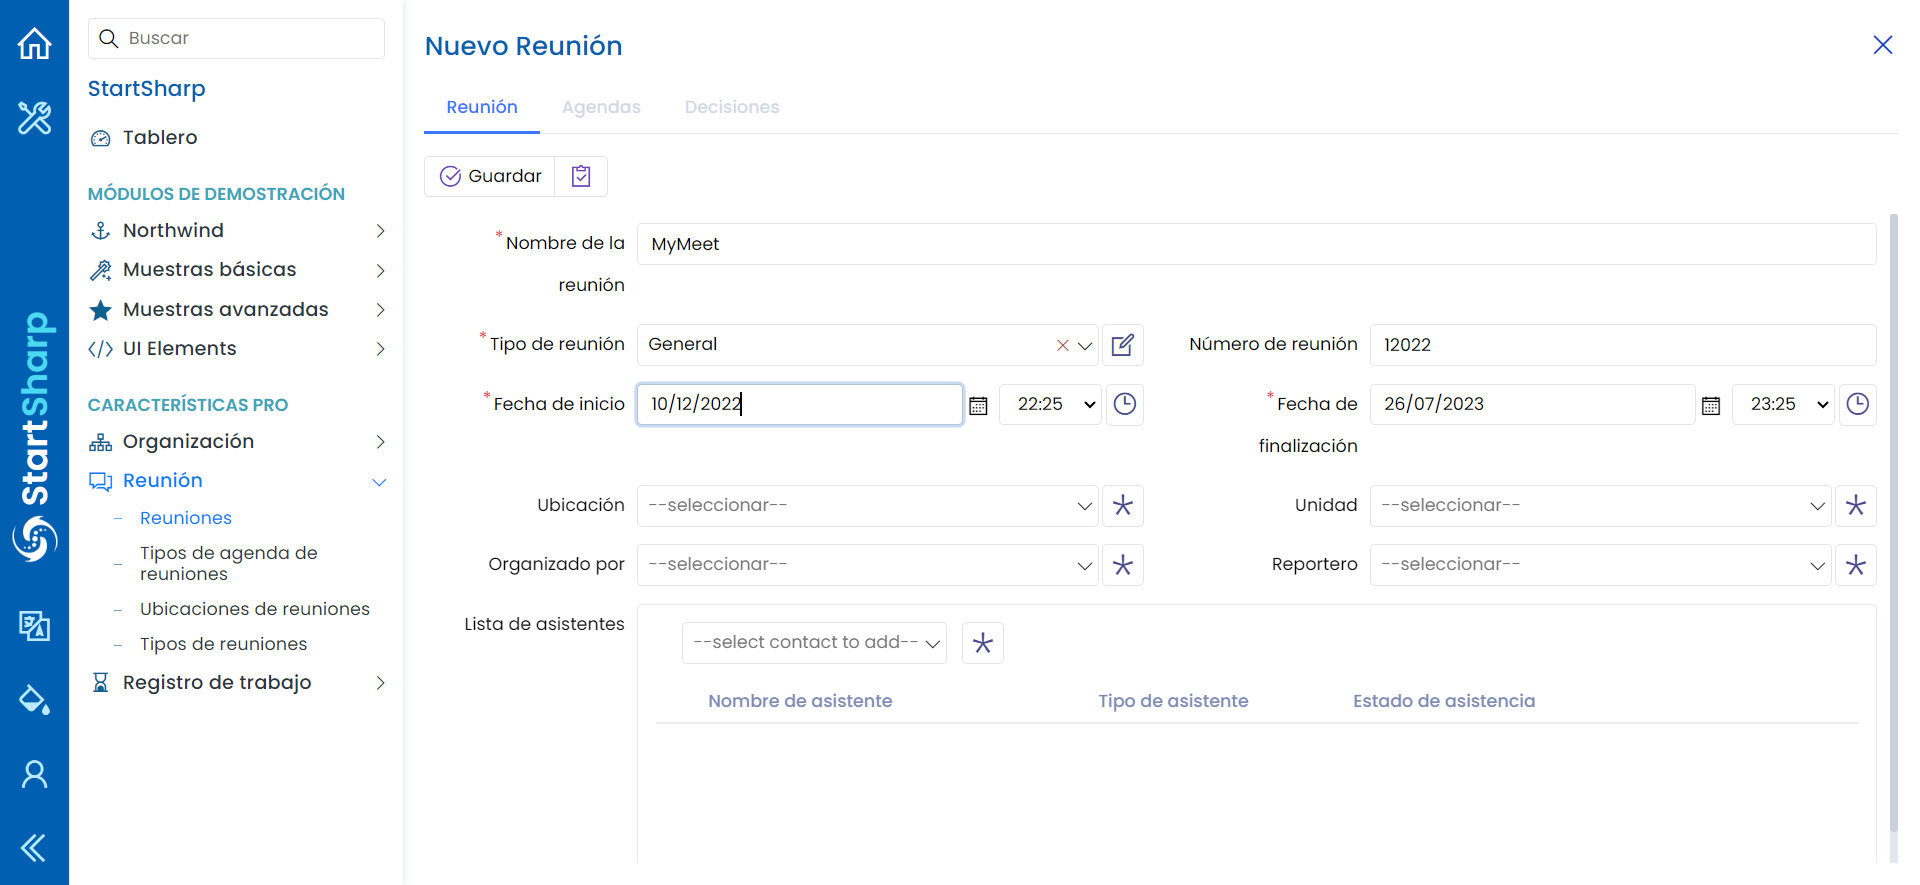 Buscar
StartSharp
Tablero
MÓDULOS DE DEMOSTRACIÓN
Northwind
Muestras básicas
Muestras avanzadas
UI Elements
CARACTERÍSTICAS PRO
Organización
Reunión
Reuniones
Tipos de agenda de
reuniones
Ubicaciones de reuniones
Tipos de reuniones
Registro de trabajo
StartSharp
Nuevo Reunión
Reunión Agendas Decisiones
Guardar
*Nombre de la
reunión
MyMeet
*Tipo de reunión General
Número de reunión 12022
*Fecha de inicio 10/12/2022 22:25
*Fecha de
finalización
26/07/2023 23:25
Ubicación --seleccionar--
Unidad --seleccionar--
Organizado por --seleccionar--
Reportero --seleccionar--
Lista de asistentes
--select contact to add--
Nombre de asistente Tipo de asistente Estado de asistencia